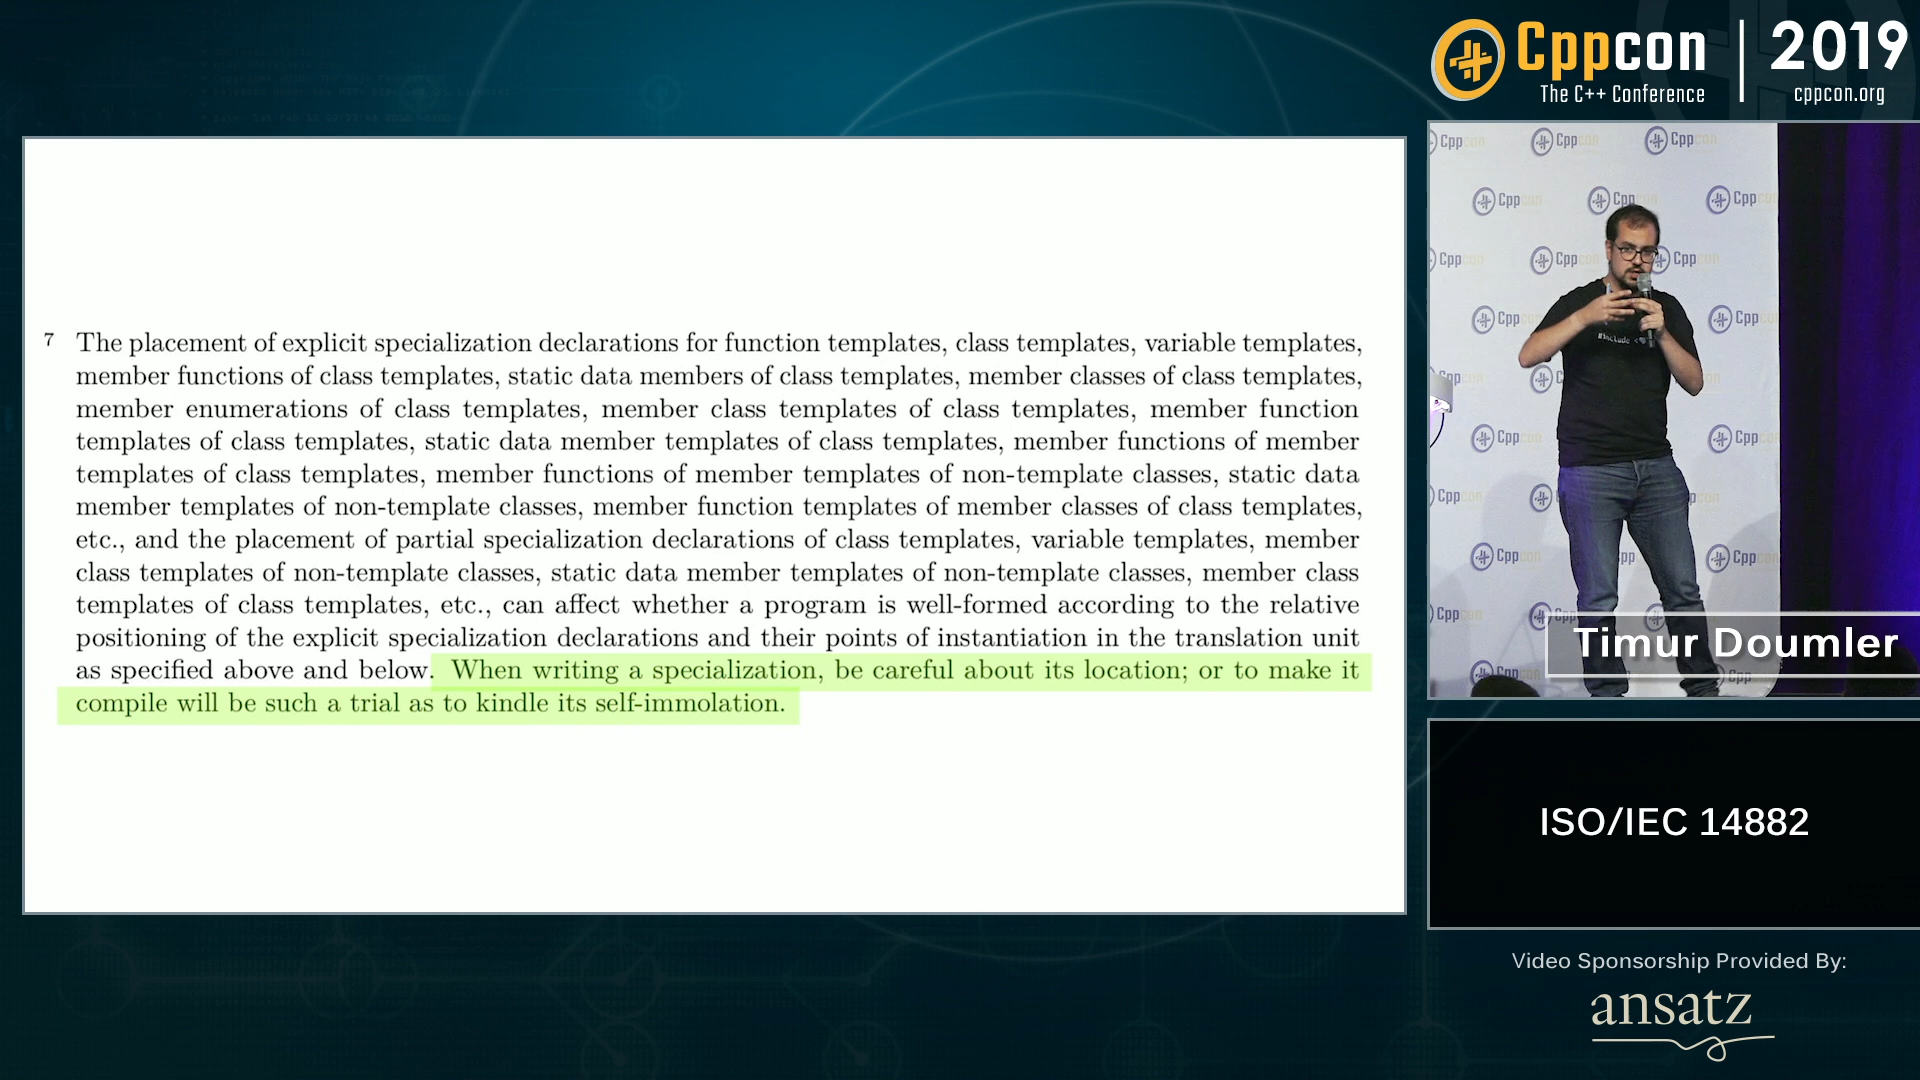 Cppcon
The C++ Conference
2019
cppcon.org
7 The placement of explicit specialization declarations for function templates, class templates, variable templates,
member functions of class templates, static data members of class templates, member classes of class templates,
member enumerations of class templates, member class templates of class templates, member function
templates of class templates, static data member templates of class templates, member functions of member
templates of class templates, member functions of member templates of non-template classes, static data
member templates of non-template classes, member function templates of member classes of class templates,
etc., and the placement of partial specialization declarations of class templates, variable templates, member
class templates of non-template classes, static data member templates of non-template classes, member class
templates of class templates, etc., can affect whether a program is well-formed according to the relative
positioning of the explicit specialization declarations and their points of instantiation in the translation unit
as specified above and below. When writing a specialization, be careful about its location; or to make it
compile will be such a trial as to kindle its self-immolation.
Cppcon
Cppcon
Cppcon
Cppcon
Cppcon
Cppcon
#include <
Timur Doumler
ISO/IEC 14882
Video Sponsorship Provided By:
ansatz